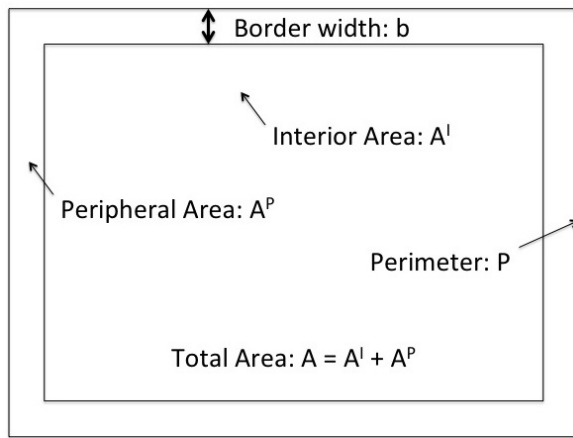 Border width: b
Interior Area: Aᴵ
Peripheral Area: Aᴾ
Perimeter: P
Total Area: A = Aᴵ + Aᴾ